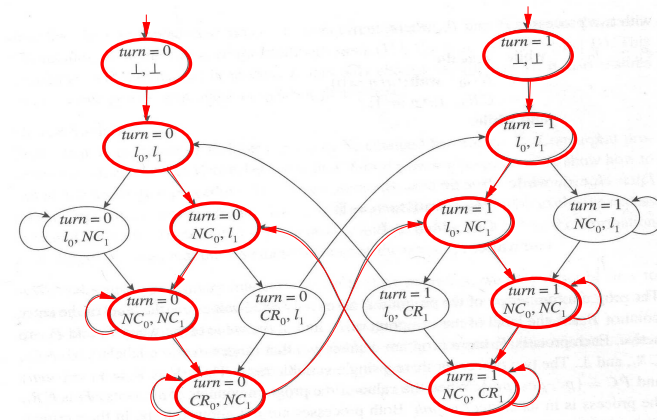 turn = 0
⊥, ⊥
turn = 1
⊥, ⊥
turn = 0
l₀, l₁
turn = 1
l₀, l₁
turn = 0
l₀, NC₁
turn = 0
NC₀, l₁
turn = 1
l₀, NC₁
turn = 1
NC₀, l₁
turn = 0
NC₀, NC₁
turn = 0
CR₀, l₁
turn = 1
l₀, CR₁
turn = 1
NC₀, NC₁
turn = 0
CR₀, NC₁
turn = 1
NC₀, CR₁